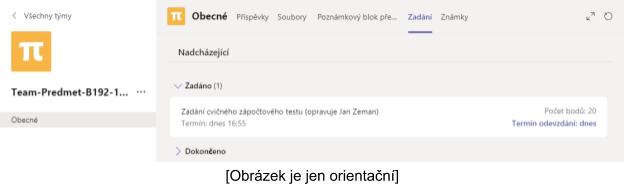 Všechny týmy
π
Team-Predmet-B192-1... ...
Obecné
π Obecné Příspěvky Soubory Poznámkový blok pře... Zadání Známky
Nadcházející
Zadáno (1)
Zadání cvičného zápočtového testu (opravuje Jan Zeman) Počet bodů: 20
Termín: dnes 16:55 Termín odevzdání: dnes
Dokončeno
[Obrázek je jen orientační]